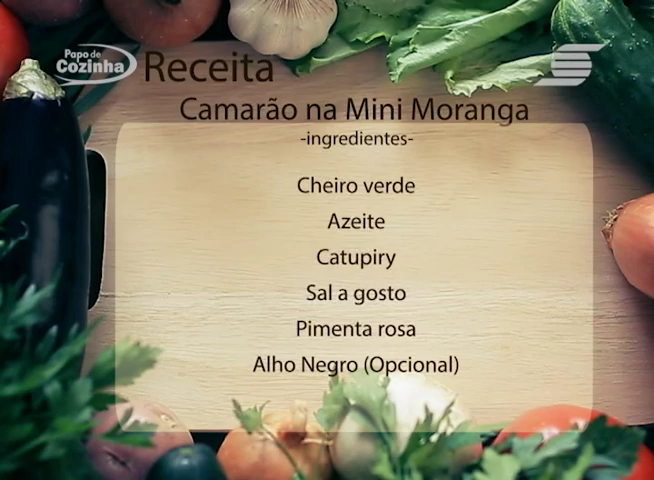 Papo de
Cozinha
Receita
Camarão na Mini Moranga
-ingredientes-
Cheiro verde
Azeite
Catupiry
Sal a gosto
Pimenta rosa
Alho Negro (Opcional)